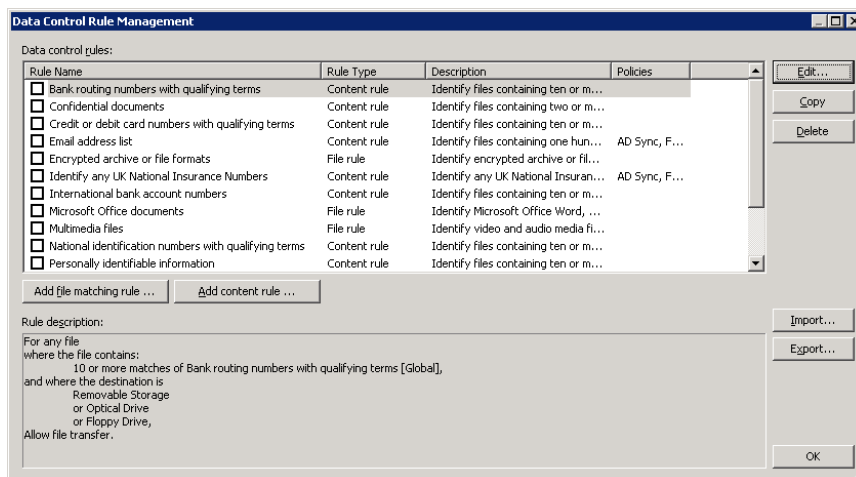 Data Control Rule Management
Data control rules:
Rule Name Rule Type Description Policies
Bank routing numbers with qualifying terms Content rule Identify files containing ten or m...
Confidential documents Content rule Identify files containing two or m...
Credit or debit card numbers with qualifying terms Content rule Identify files containing ten or m...
Email address list Content rule Identify files containing one hun... AD Sync, F...
Encrypted archive or file formats File rule Identify encrypted archive or fil...
Identify any UK National Insurance Numbers Content rule Identify any UK National Insuran... AD Sync, F...
International bank account numbers Content rule Identify files containing ten or m...
Microsoft Office documents File rule Identify Microsoft Office Word, ...
Multimedia files File rule Identify video and audio media fi...
National identification numbers with qualifying terms Content rule Identify files containing ten or m...
Personally identifiable information Content rule Identify files containing ten or m...
Edit...
Copy
Delete
Add file matching rule ... Add content rule ...
Rule description:
For any file
where the file contains:
10 or more matches of Bank routing numbers with qualifying terms [Global],
and where the destination is
Removable Storage
or Optical Drive
or Floppy Drive,
Allow file transfer.
Import...
Export...
OK